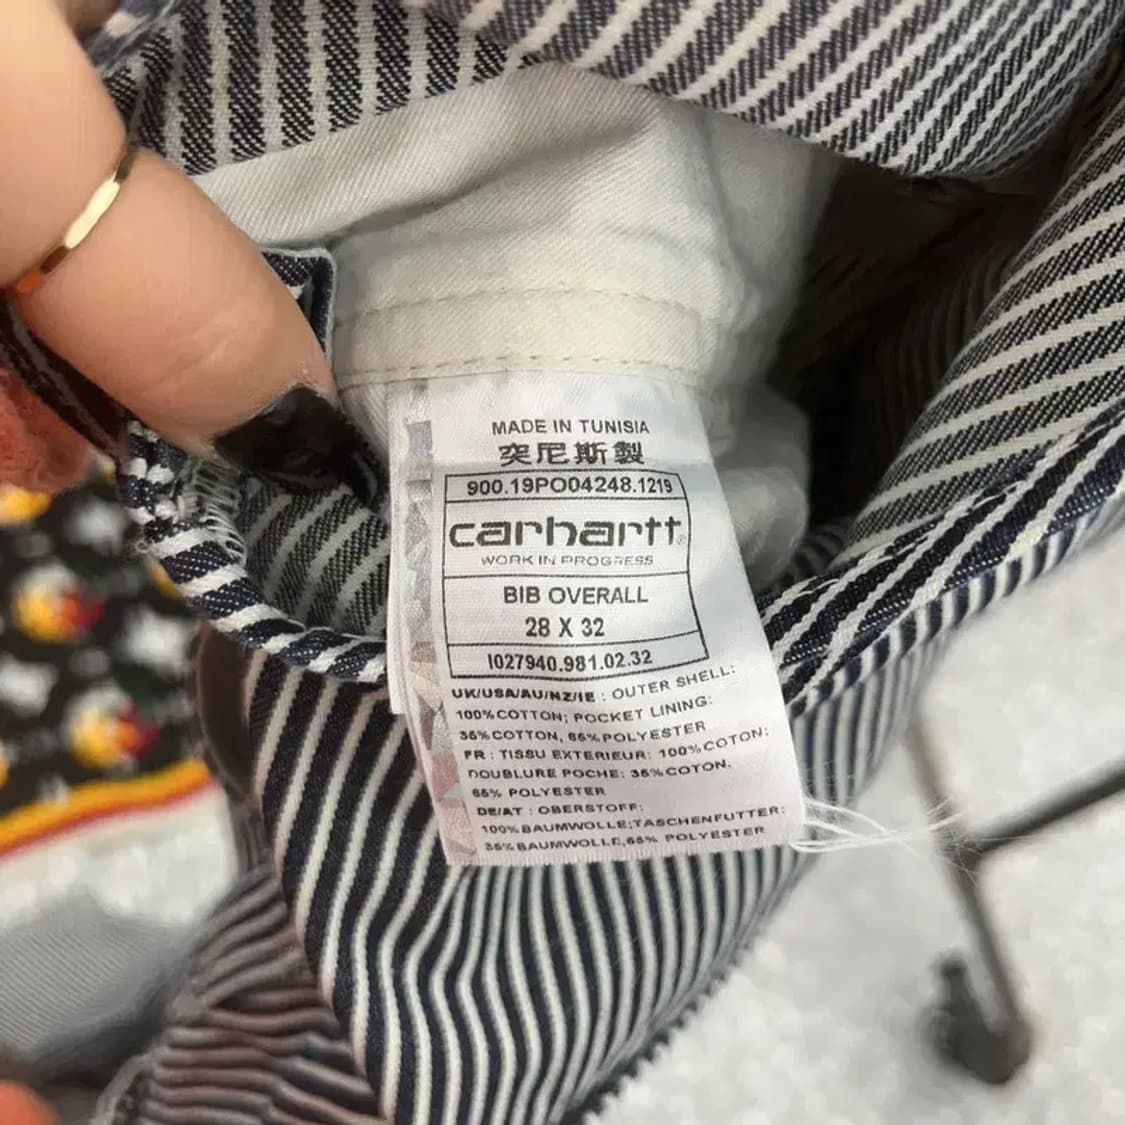 MADE IN TUNISIA
突尼斯製
900.19PO04248.1219
carhartt®
WORK IN PROGRESS
BIB OVERALL
28 X 32
I027940.981.02.32
UK/USA/AU/NZ/IE : OUTER SHELL:
100%COTTON; POCKET LINING:
35%COTTON, 65%POLYESTER
FR : TISSU EXTERIEUR: 100%COTON;
DOUBLURE POCHE: 35%COTON,
65% POLYESTER
DE/AT : OBERSTOFF:
100%BAUMWOLLE;TASCHENFUTTER:
35%BAUMWOLLE,65% POLYESTER